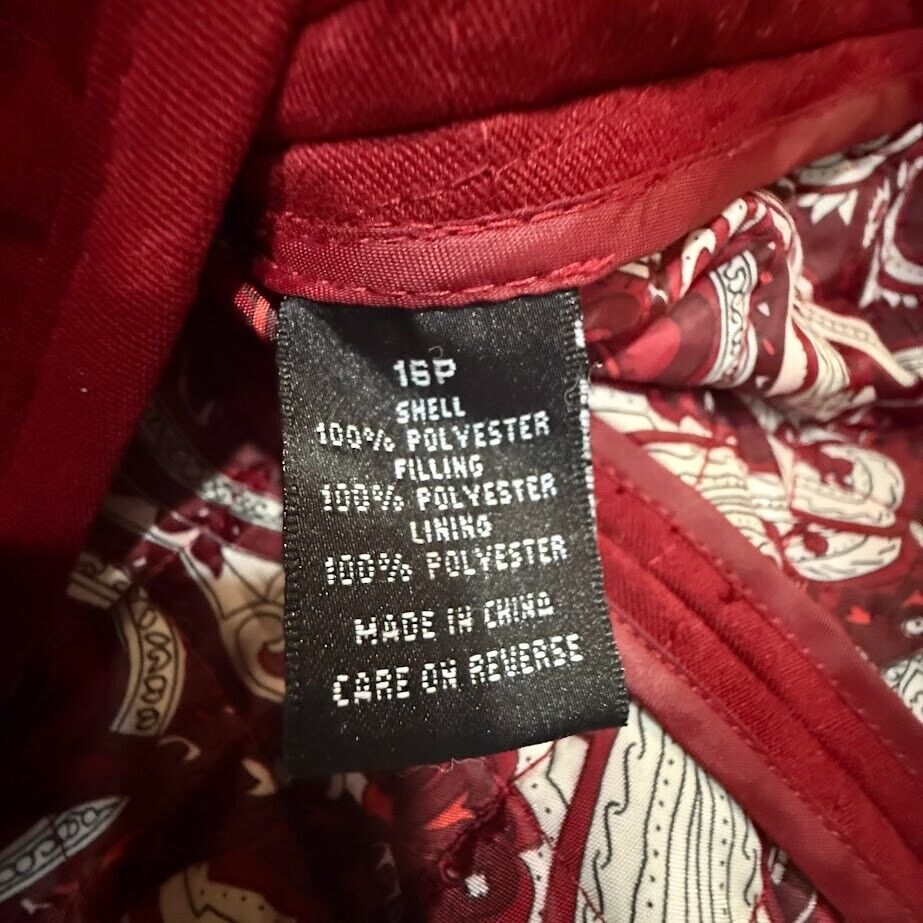 16P
SHELL
100% POLYESTER
FILLING
100% POLYESTER
LINING
100% POLYESTER
MADE IN CHINA
CARE ON REVERSE